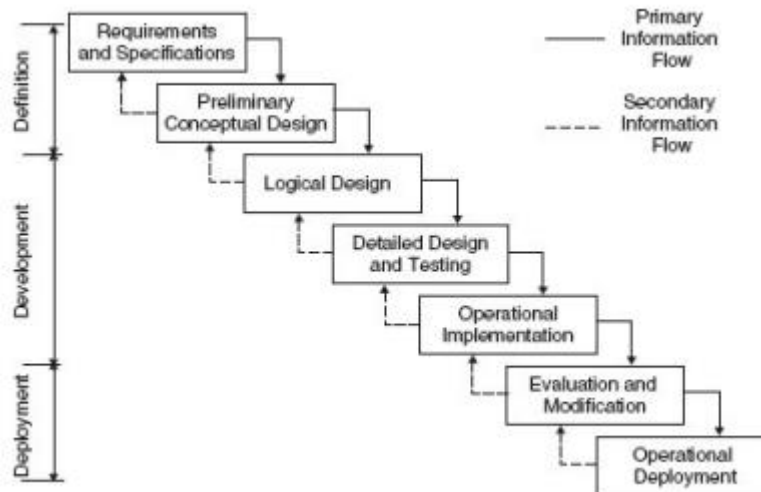 Requirements
and Specifications
Preliminary
Conceptual Design
Logical Design
Detailed Design
and Testing
Operational
Implementation
Evaluation and
Modification
Operational
Deployment
Primary
Information
Flow
Secondary
Information
Flow
Definition
Development
Deployment